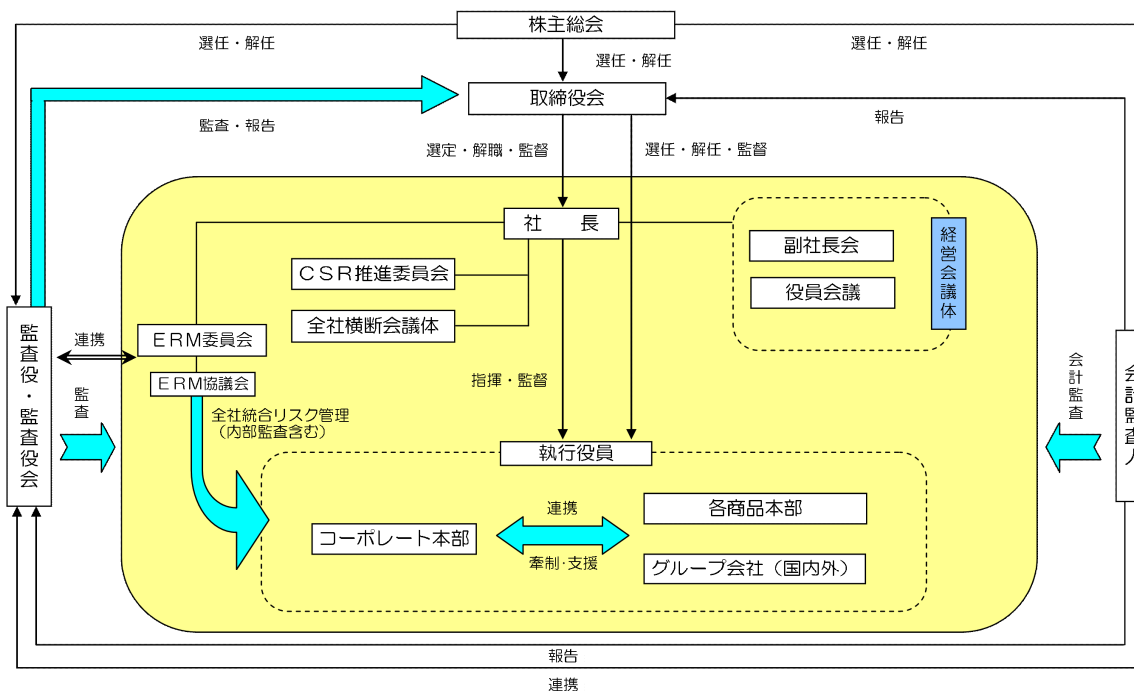 株主総会
選任・解任
選任・解任
選任・解任
取締役会
監査・報告
報告
選定・解職・監督
選任・解任・監督
社　　長
副社長会
役員会議
経営会議体
ＣＳＲ推進委員会
全社横断会議体
ＥＲＭ委員会
ＥＲＭ協議会
連携
監査
監査役・監査役会
全社統合リスク管理
（内部監査含む）
指揮・監督
会計監査
会計監査人
執行役員
コーポレート本部
連携
牽制･支援
各商品本部
グループ会社（国内外）
報告
連携